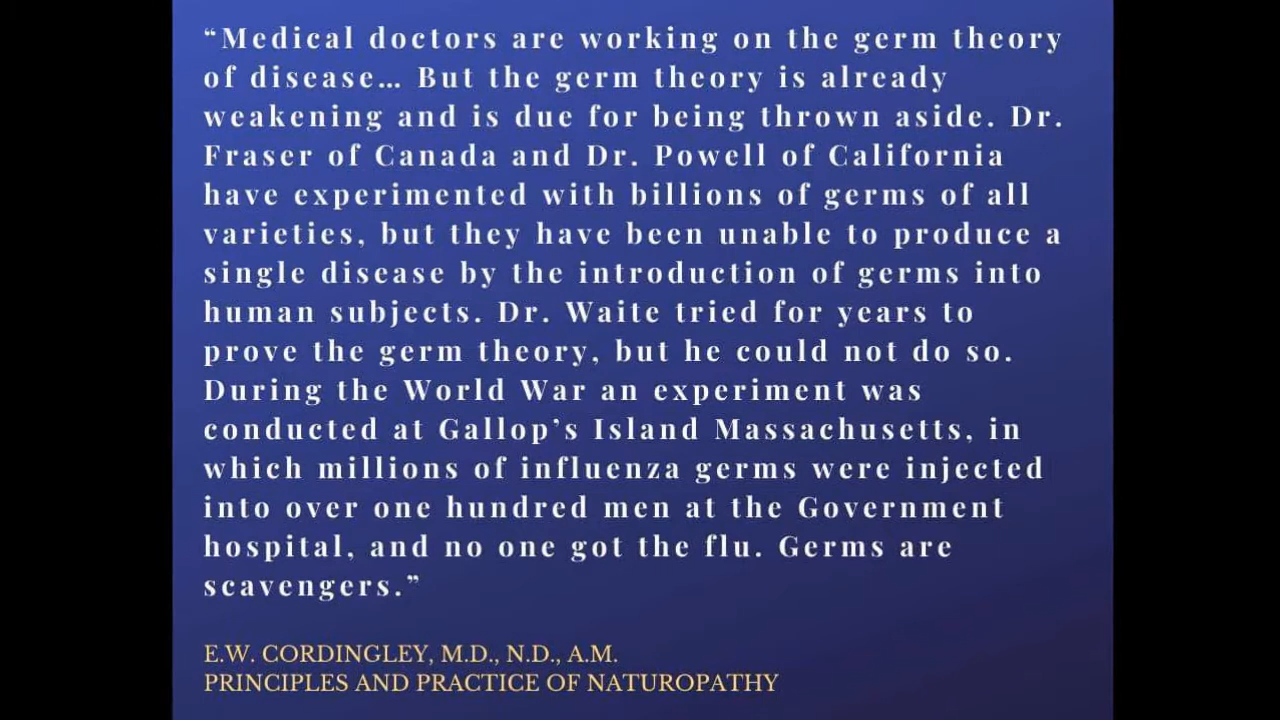 “Medical doctors are working on the germ theory
of disease... But the germ theory is already
weakening and is due for being thrown aside. Dr.
Fraser of Canada and Dr. Powell of California
have experimented with billions of germs of all
varieties, but they have been unable to produce a
single disease by the introduction of germs into
human subjects. Dr. Waite tried for years to
prove the germ theory, but he could not do so.
During the World War an experiment was
conducted at Gallop’s Island Massachusetts, in
which millions of influenza germs were injected
into over one hundred men at the Government
hospital, and no one got the flu. Germs are
scavengers.”
E.W. CORDINGLEY, M.D., N.D., A.M.
PRINCIPLES AND PRACTICE OF NATUROPATHY